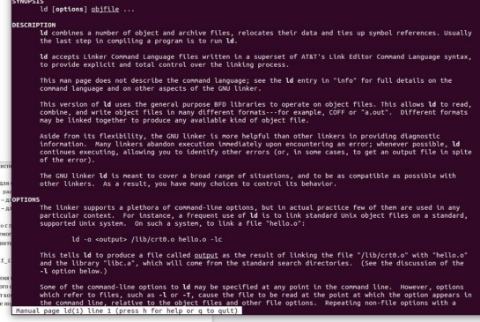 SYNOPSIS
ld [options] objfile ...
DESCRIPTION
ld combines a number of object and archive files, relocates their data and ties up symbol references. Usually
the last step in compiling a program is to run ld.
ld accepts Linker Command Language files written in a superset of AT&T's Link Editor Command Language syntax,
to provide explicit and total control over the linking process.
This man page does not describe the command language; see the ld entry in "info" for full details on the
command language and on other aspects of the GNU linker.
This version of ld uses the general purpose BFD libraries to operate on object files. This allows ld to read,
combine, and write object files in many different formats---for example, COFF or "a.out". Different formats
may be linked together to produce any available kind of object file.
Aside from its flexibility, the GNU linker is more helpful than other linkers in providing diagnostic
information. Many linkers abandon execution immediately upon encountering an error; whenever possible, ld
continues executing, allowing you to identify other errors (or, in some cases, to get an output file in spite
of the error).
The GNU linker ld is meant to cover a broad range of situations, and to be as compatible as possible with
other linkers. As a result, you have many choices to control its behavior.
OPTIONS
The linker supports a plethora of command-line options, but in actual practice few of them are used in any
particular context. For instance, a frequent use of ld is to link standard Unix object files on a standard,
supported Unix system. On such a system, to link a file "hello.o":
ld -o <output> /lib/crt0.o hello.o -lc
This tells ld to produce a file called output as the result of linking the file "/lib/crt0.o" with "hello.o"
and the library "libc.a", which will come from the standard search directories. (See the discussion of the
-l option below.)
Some of the command-line options to ld may be specified at any point in the command line. However, options
which refer to files, such as -l or -T, cause the file to be read at the point at which the option appears in
the command line, relative to the object files and other file options. Repeating non-file options with a
Manual page ld(1) line 1 (press h for help or q to quit)